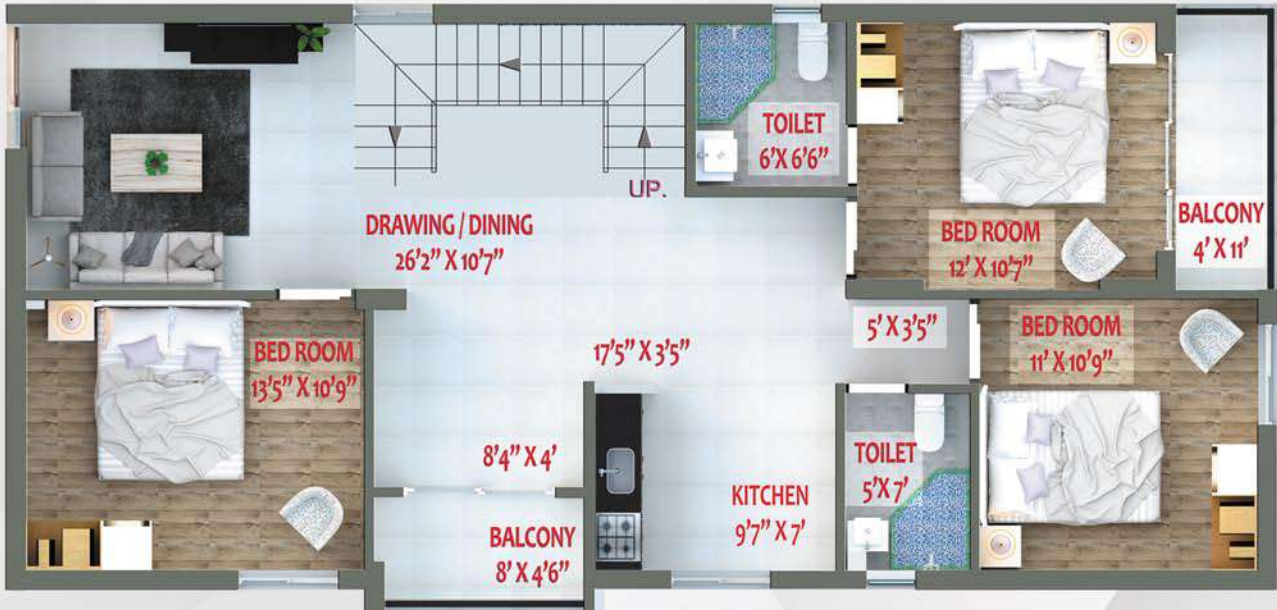 TOILET
6'X 6'6"
UP.
DRAWING / DINING
26'2" X 10'7"
BED ROOM
12' X 10'7"
BALCONY
4' X 11'
BED ROOM
13'5" X 10'9"
17'5" X 3'5"
5' X 3'5"
BED ROOM
11' X 10'9"
8'4" X 4'
TOILET
5'X 7'
KITCHEN
9'7" X 7'
BALCONY
8' X 4'6"